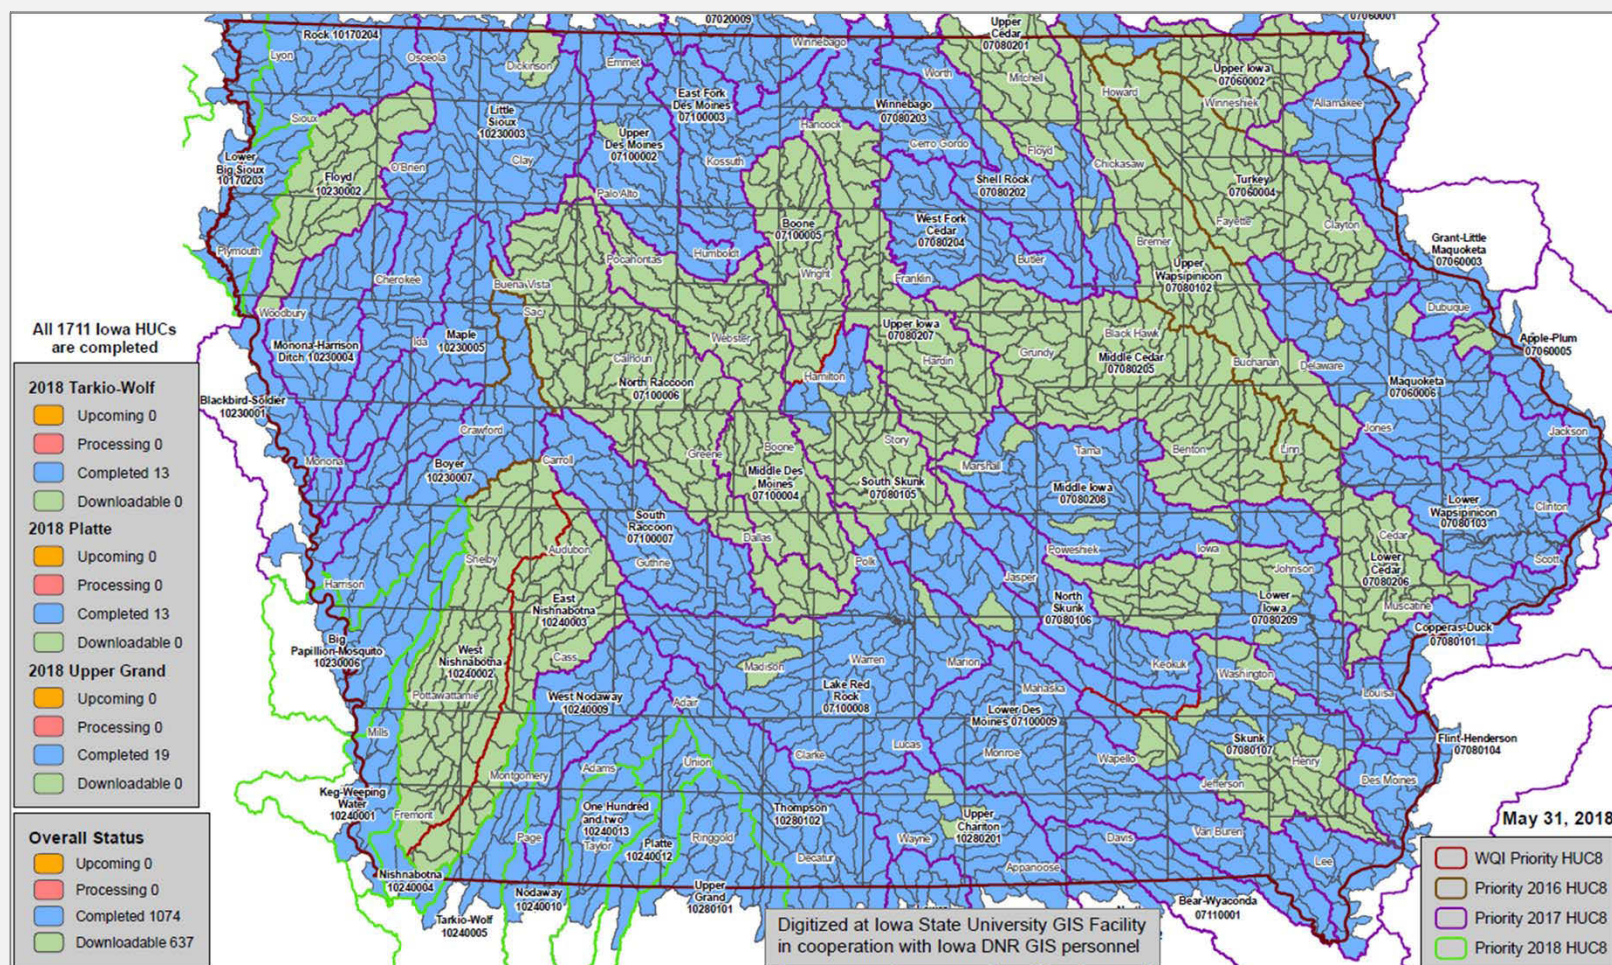 07020009
07060001
Rock 10170204
Lyon
Osceola
Dickinson
Emmet
Winnebago
Worth
Upper
Cedar
07080201
Mitchell
Howard
Upper Iowa
07060002
Winneshiek
Allamakee
Sioux
Little
Sioux
10230003
Clay
O'Brien
East Fork
Des Moines
07100003
Upper
Des Moines
07100002
Kossuth
Palo Alto
Hancock
Winnebago
07080203
Cerro Gordo
Floyd
Chickasaw
Lower
Big Sioux
10170203
Floyd
10230002
Shell Rock
07080202
Turkey
07060004
Fayette
Clayton
Plymouth
Cherokee
Buena Vista
Pocahontas
Humboldt
Boone
07100005
Wright
Franklin
West Fork
Cedar
07080204
Butler
Bremer
Upper
Wapsipinicon
07080102
Grant-Little
Maquoketa
07060003
Dubuque
Apple-Plum
07060005
Woodbury
Monona-Harrison
Ditch 10230004
Ida
Maple
10230005
Sac
Calhoun
Webster
North Raccoon
07100006
Hamilton
Upper Iowa
07080207
Hardin
Grundy
Black Hawk
Middle Cedar
07080205
Buchanan
Delaware
Maquoketa
07060006
Jones
Jackson
Blackbird-Soldier
10230001
Monona
Crawford
Boyer
10230007
Carroll
Greene
Boone
Middle Des
Moines
07100004
Story
South Skunk
07080105
Marshall
Tama
Middle Iowa
07080208
Benton
Linn
Lower
Wapsipinicon
07080103
Clinton
Cedar
Scott
Harrison
Shelby
Audubon
South
Raccoon
07100007
Guthrie
Dallas
Polk
Jasper
Poweshiek
Iowa
Johnson
Lower
Cedar
07080206
Muscatine
Big
Papillion-Mosquito
10230006
East
Nishnabotna
10240003
West
Nishnabotna
10240002
Pottawattamie
Cass
Madison
Warren
Marion
North
Skunk
07080106
Lower
Iowa
07080209
Keokuk
Washington
Louisa
Copperas-Duck
07080101
Mills
Montgomery
West Nodaway
10240009
Adair
Adams
Union
Lake Red
Rock
07100008
Clarke
Lucas
Mahaska
Lower Des
Moines 07100009
Monroe
Wapello
Skunk
07080107
Jefferson
Henry
Des Moines
Flint-Henderson
07080104
Keg-Weeping
Water
10240001
Fremont
Page
One Hundred
and two
10240013
Taylor
Platte
10240012
Ringgold
Thompson
10280102
Decatur
Wayne
Upper
Chariton
10280201
Appanoose
Davis
Van Buren
Lee
Nishnabotna
10240004
Tarkio-Wolf
10240005
Nodaway
10240010
Upper
Grand
10280101
Bear-Wyaconda
07110001
All 1711 Iowa HUCs
are completed
2018 Tarkio-Wolf
Upcoming 0
Processing 0
Completed 13
Downloadable 0
2018 Platte
Upcoming 0
Processing 0
Completed 13
Downloadable 0
2018 Upper Grand
Upcoming 0
Processing 0
Completed 19
Downloadable 0
Overall Status
Upcoming 0
Processing 0
Completed 1074
Downloadable 637
Digitized at Iowa State University GIS Facility
in cooperation with Iowa DNR GIS personnel
May 31, 2018
WQI Priority HUC8
Priority 2016 HUC8
Priority 2017 HUC8
Priority 2018 HUC8